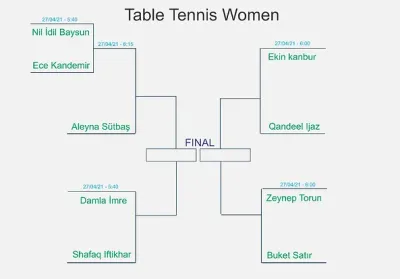 Table Tennis Women
27/04/21 - 5:40
Nil İdil Baysun
Ece Kandemir
27/04/21 - 6:15
Aleyna Sütbaş
27/04/21 - 6:00
Ekin kanbur
Qandeel Ijaz
FINAL
27/04/21 - 5:40
Damla İmre
Shafaq Iftikhar
27/04/21 - 6:00
Zeynep Torun
Buket Satır